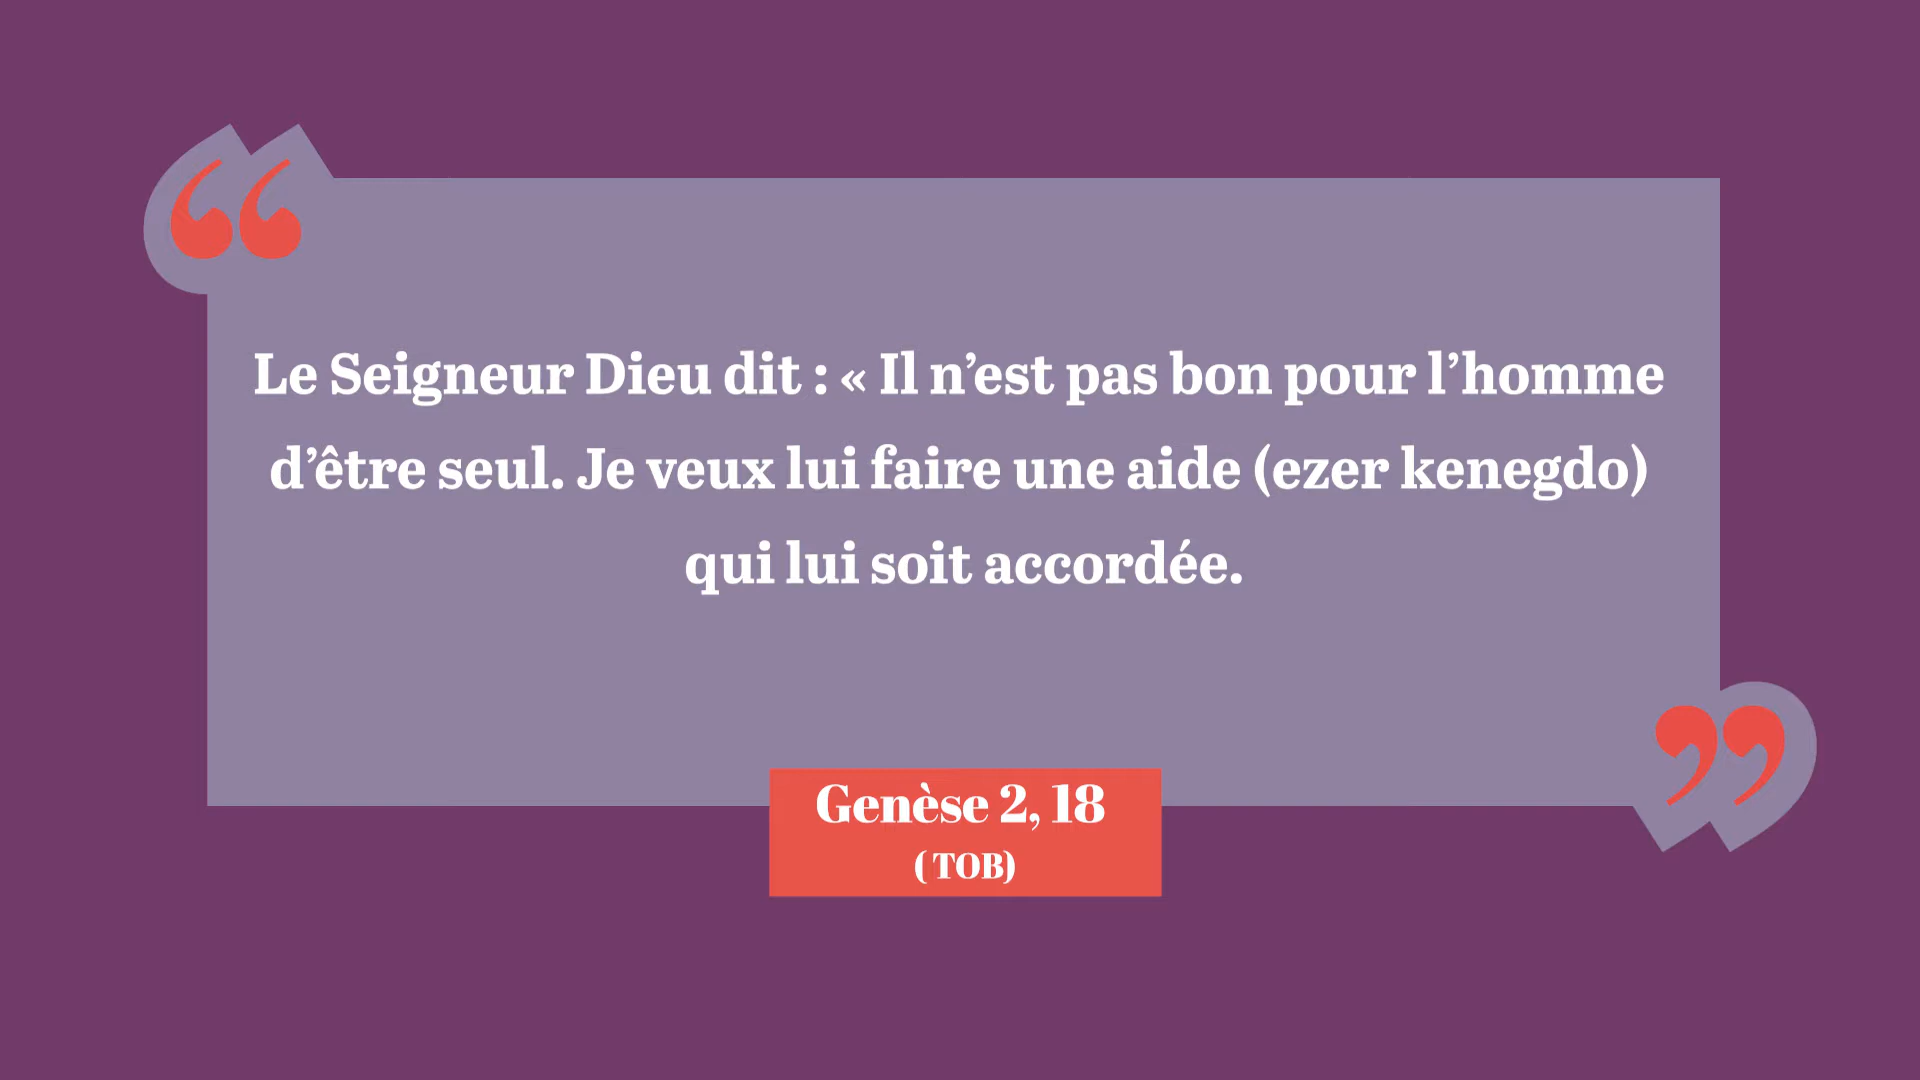 Le Seigneur Dieu dit : « Il n’est pas bon pour l’homme
d’être seul. Je veux lui faire une aide (ezer kenegdo)
qui lui soit accordée.
Genèse 2, 18
( TOB)